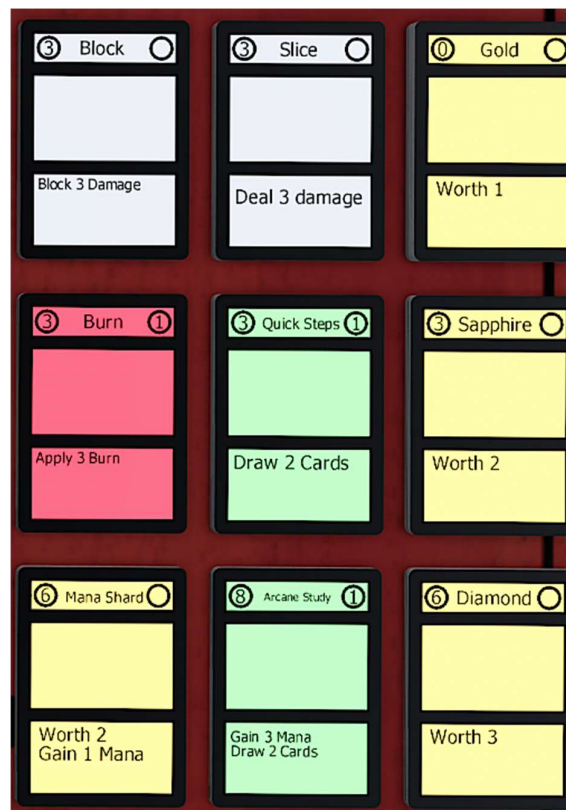 3 Block
Block 3 Damage
3 Slice
Deal 3 damage
0 Gold
Worth 1
3 Burn 1
Apply 3 Burn
3 Quick Steps 1
Draw 2 Cards
3 Sapphire
Worth 2
6 Mana Shard
Worth 2
Gain 1 Mana
8 Arcane Study 1
Gain 3 Mana
Draw 2 Cards
6 Diamond
Worth 3